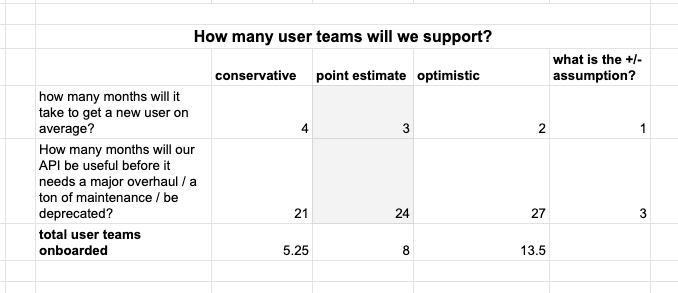 How many user teams will we support?
conservative point estimate optimistic what is the +/- assumption?
how many months will it
take to get a new user on
average? 4 3 2 1
How many months will our
API be useful before it
needs a major overhaul / a
ton of maintenance / be
deprecated? 21 24 27 3
total user teams
onboarded 5.25 8 13.5